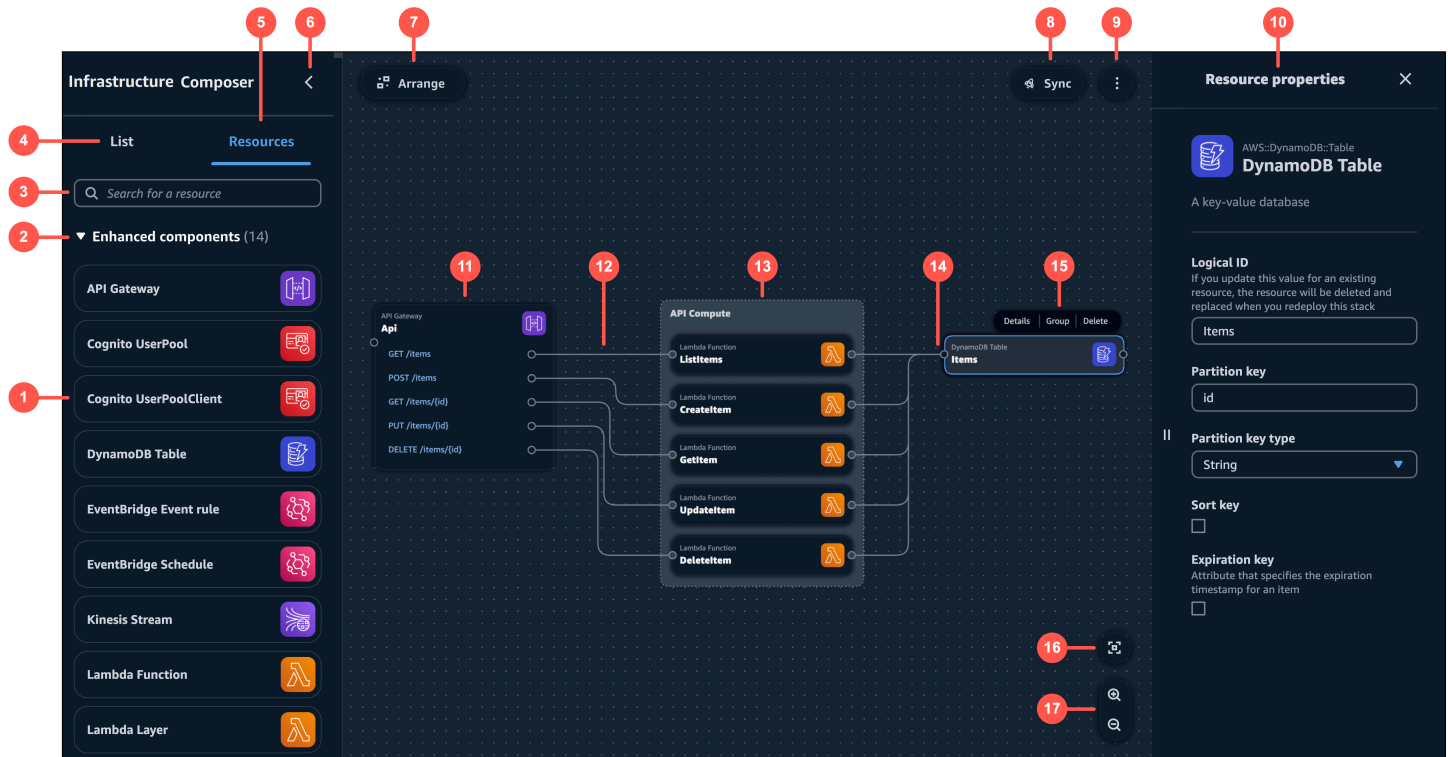 5
6
7
8
9
10
Infrastructure Composer
Arrange
Sync
Resource properties
4
List
Resources
3
Search for a resource
2
Enhanced components (14)
1
API Gateway
Cognito UserPool
Cognito UserPoolClient
DynamoDB Table
EventBridge Event rule
EventBridge Schedule
Kinesis Stream
Lambda Function
Lambda Layer
11
12
13
14
15
API Gateway
Api
GET /items
POST /items
GET /items/{id}
PUT /items/{id}
DELETE /items/{id}
API Compute
Lambda Function
ListItems
Lambda Function
CreateItem
Lambda Function
GetItem
Lambda Function
UpdateItem
Lambda Function
DeleteItem
Details
Group
Delete
DynamoDB Table
Items
16
17
AWS::DynamoDB::Table
DynamoDB Table
A key-value database
Logical ID
If you update this value for an existing
resource, the resource will be deleted and
replaced when you redeploy this stack
Items
Partition key
id
Partition key type
String
Sort key
Expiration key
Attribute that specifies the expiration
timestamp for an item